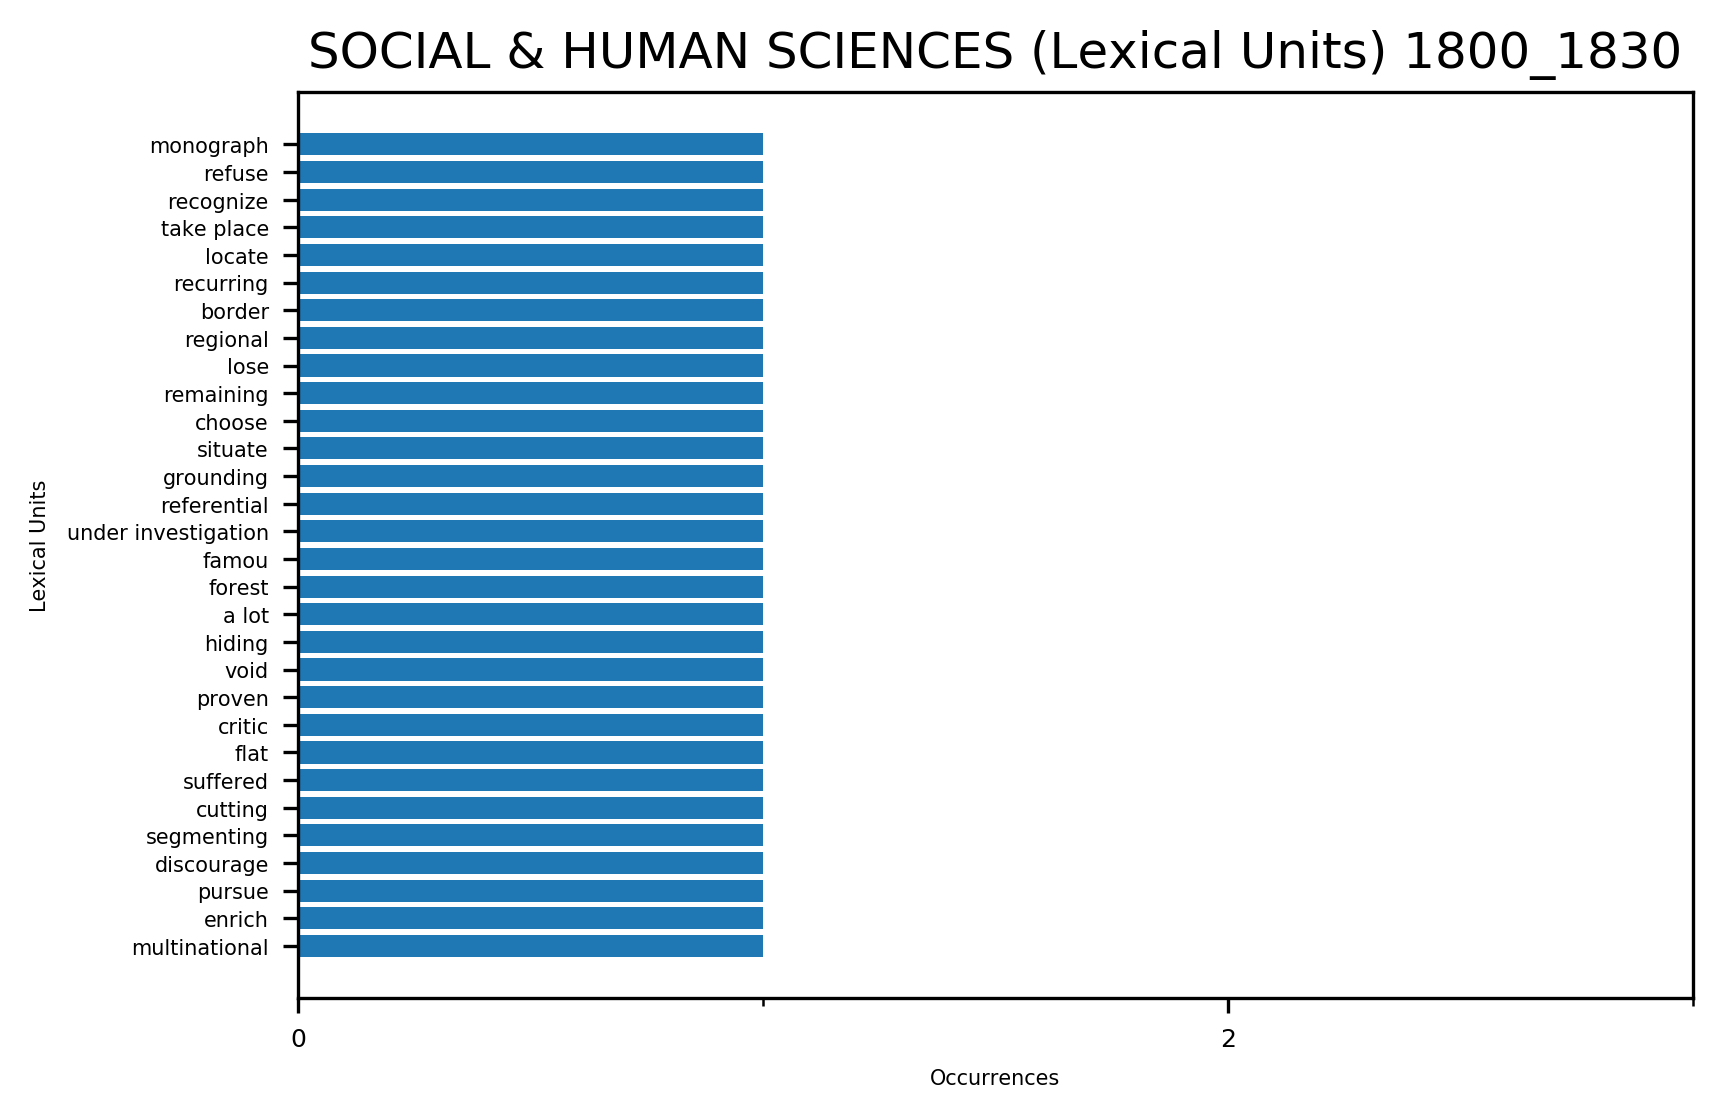 SOCIAL & HUMAN SCIENCES (Lexical Units) 1800_1830
monograph
refuse
recognize
take place
locate
recurring
border
regional
lose
remaining
choose
situate
grounding
referential
under investigation
famou
forest
a lot
hiding
void
proven
critic
flat
suffered
cutting
segmenting
discourage
pursue
enrich
multinational
Lexical Units
0 2
Occurrences